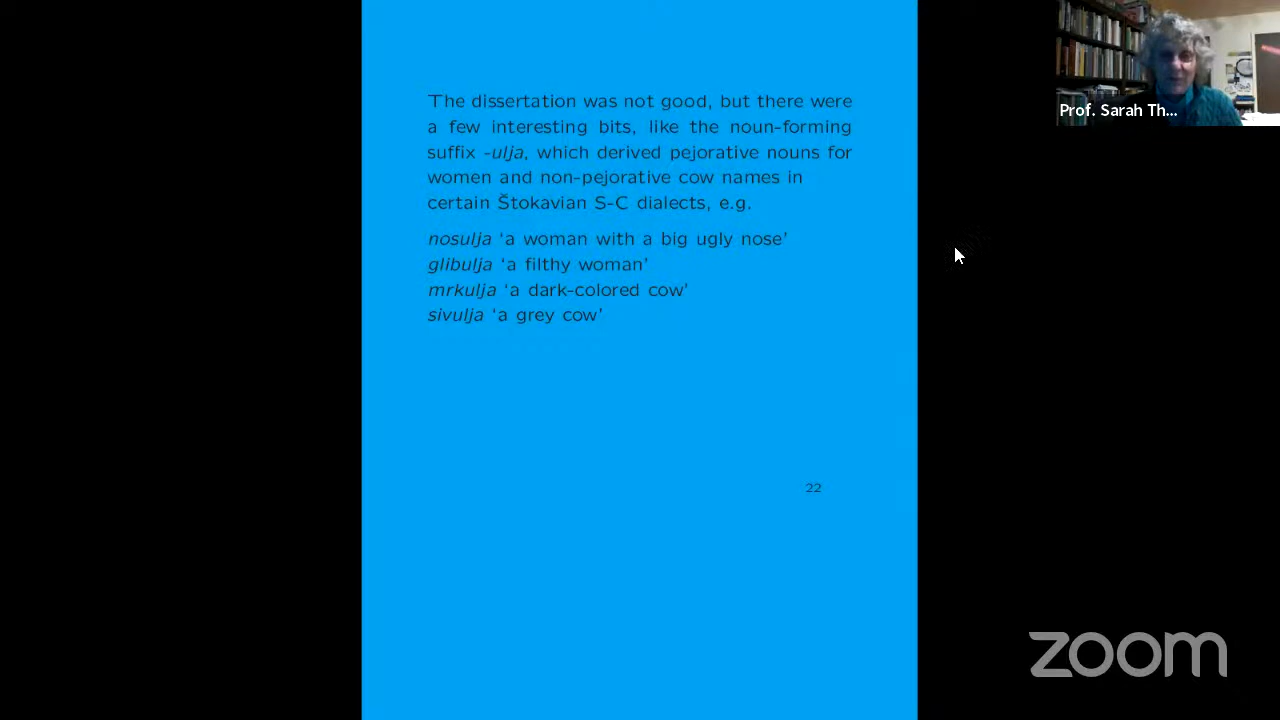 The dissertation was not good, but there were
a few interesting bits, like the noun-forming
suffix -ulja, which derived pejorative nouns for
women and non-pejorative cow names in
certain Štokavian S-C dialects, e.g.
nosulja ‘a woman with a big ugly nose’
glibulja ‘a filthy woman’
mrkulja ‘a dark-colored cow’
sivulja ‘a grey cow’
22
Prof. Sarah Th...
zoom